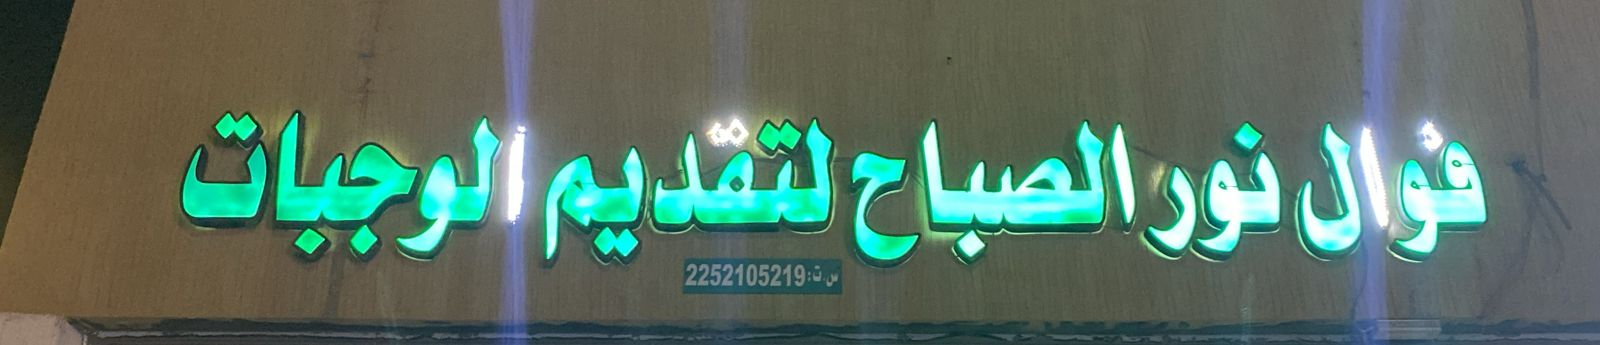 فوال نور الصباح لتقديم الوجبات
س.ت: 2252105219